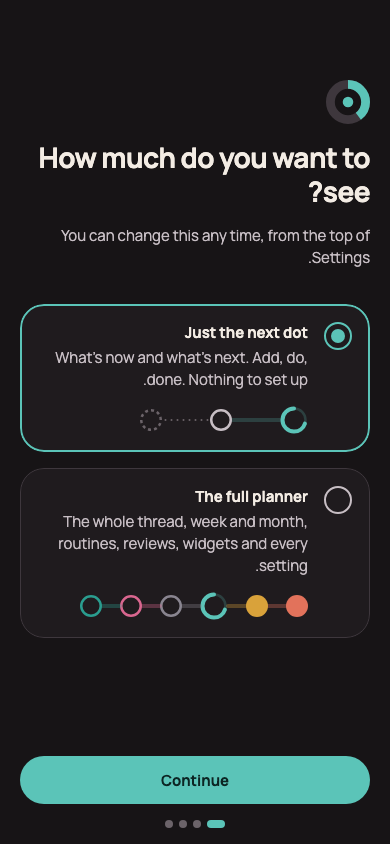 How much do you want to
see?
You can change this any time, from the top of
Settings.
Just the next dot
What's now and what's next. Add, do,
done. Nothing to set up.
The full planner
The whole thread, week and month,
routines, reviews, widgets and every
setting.
Continue